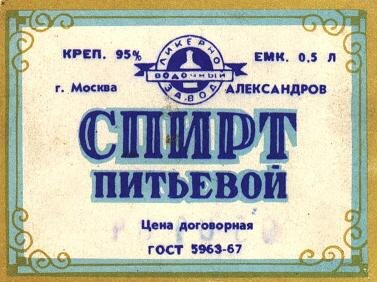 КРЕП. 95% ЕМК. 0,5 Л
ЛИКЕРНО
ВОДОЧНЫЙ
ЗАВОД
г. Москва АЛЕКСАНДРОВ
СПИРТ
ПИТЬЕВОЙ
Цена договорная
ГОСТ 5963-67